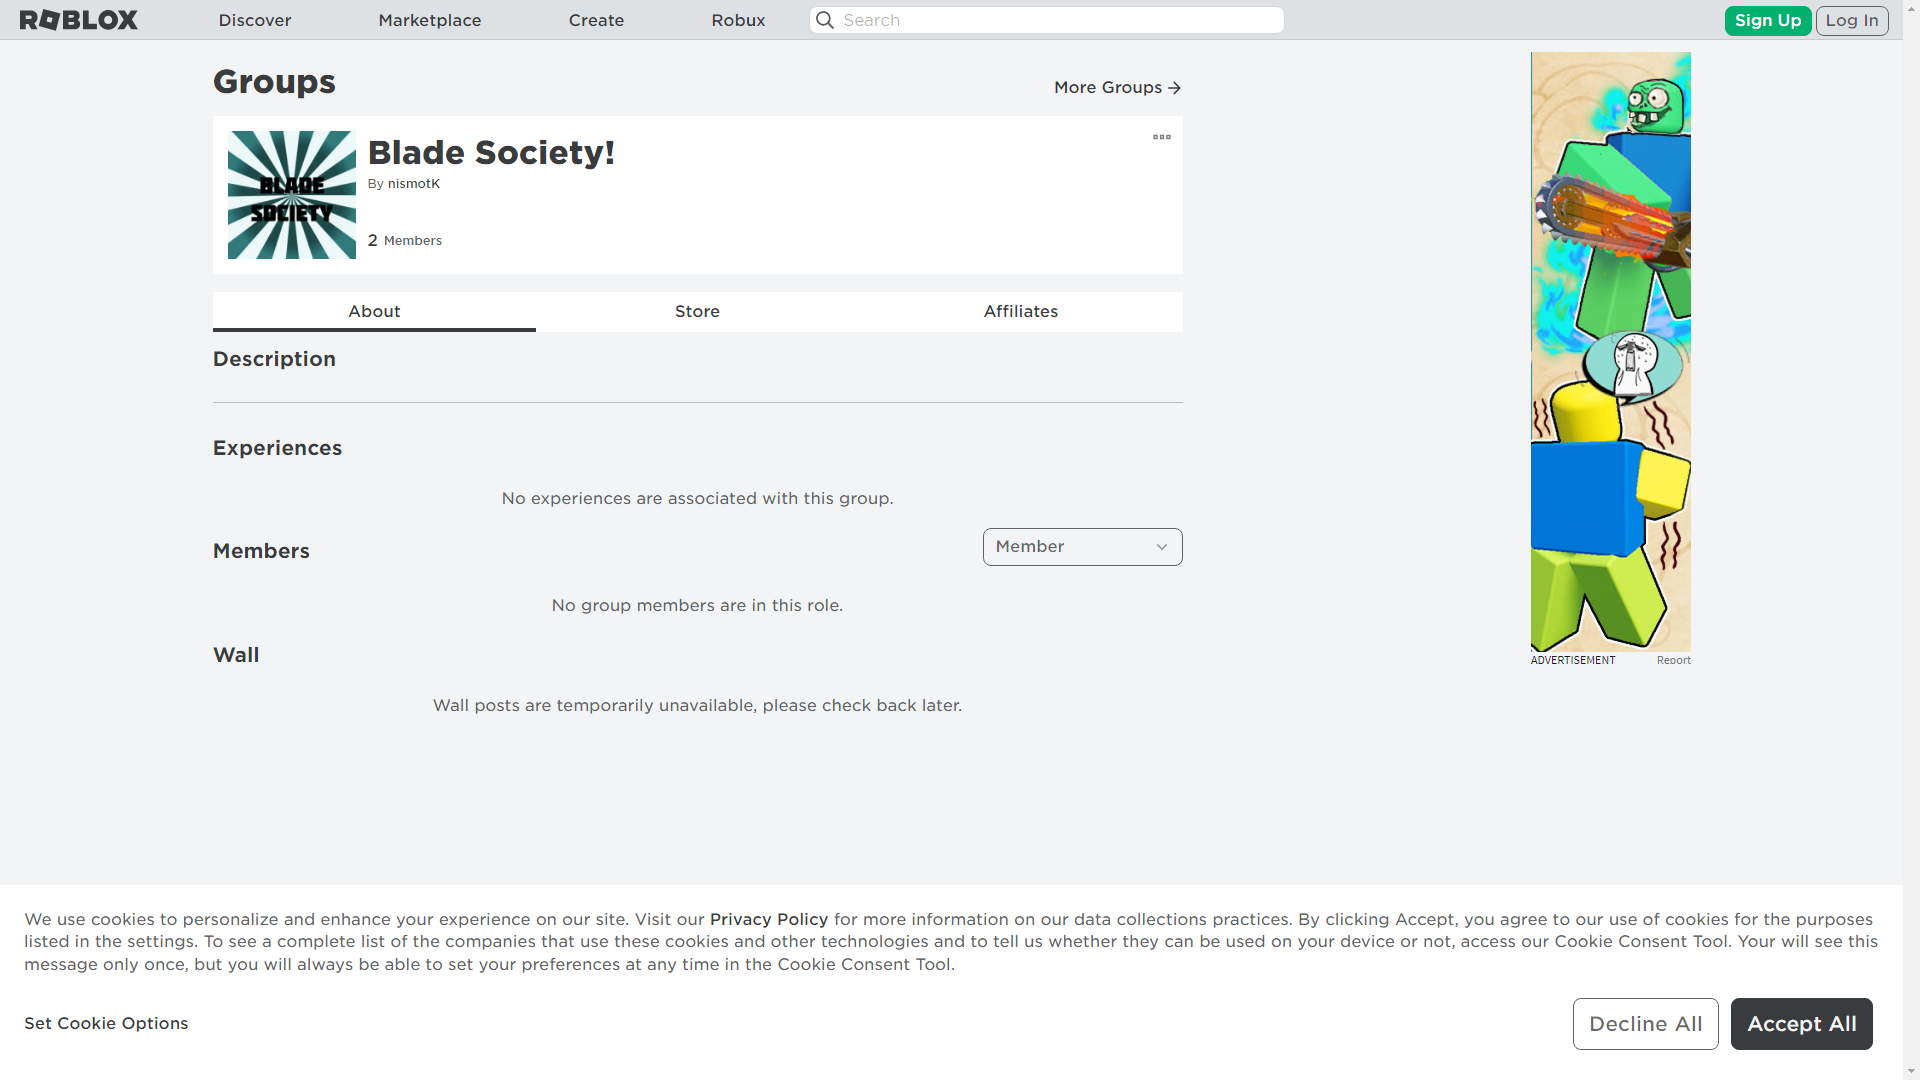 ROBLOX
Discover
Marketplace
Create
Robux
Search
Sign Up
Log In
Groups
More Groups
BLADE
SOCIETY
Blade Society!
By nismotK
2 Members
About
Store
Affiliates
Description
Experiences
No experiences are associated with this group.
Members
Member
No group members are in this role.
Wall
Wall posts are temporarily unavailable, please check back later.
ADVERTISEMENT
Report
We use cookies to personalize and enhance your experience on our site. Visit our Privacy Policy for more information on our data collections practices. By clicking Accept, you agree to our use of cookies for the purposes
listed in the settings. To see a complete list of the companies that use these cookies and other technologies and to tell us whether they can be used on your device or not, access our Cookie Consent Tool. Your will see this
message only once, but you will always be able to set your preferences at any time in the Cookie Consent Tool.
Set Cookie Options
Decline All
Accept All